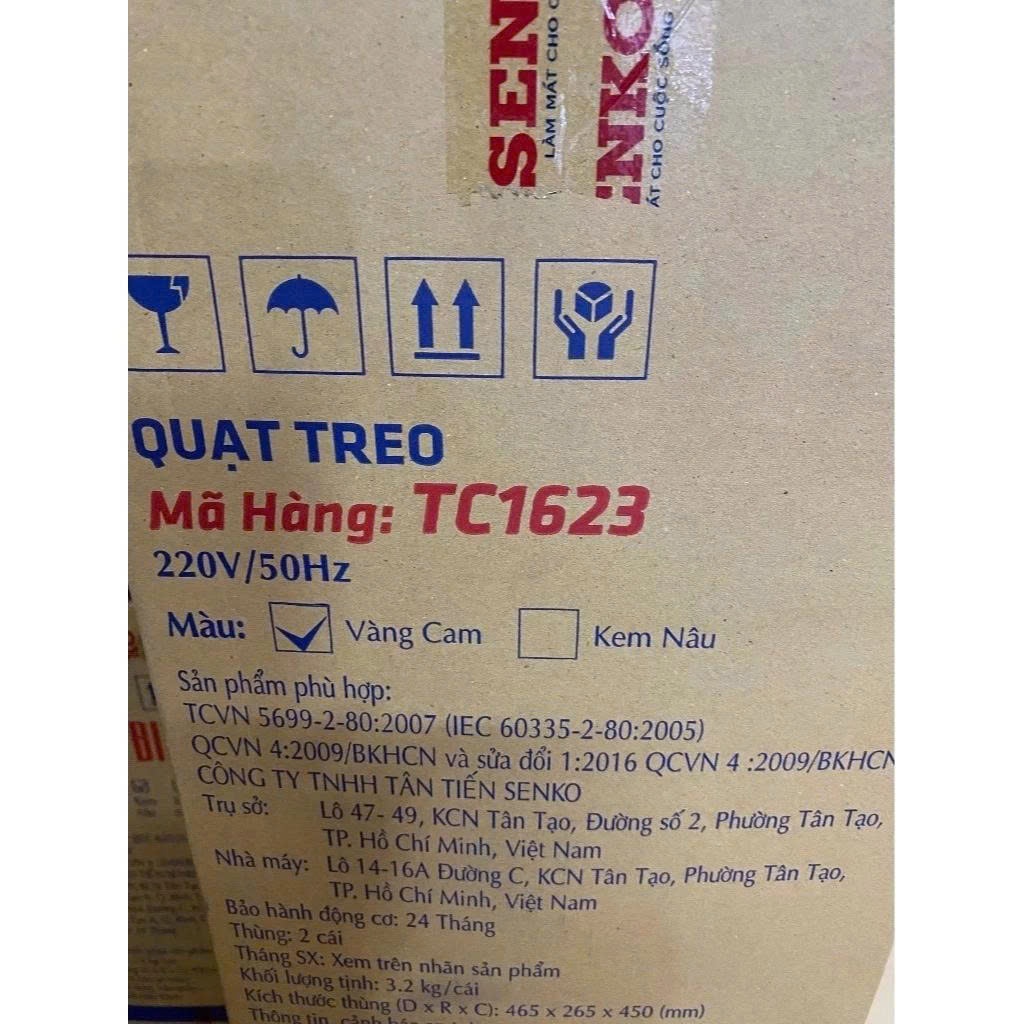 SEN
LÀM MÁT CHO C
NKO
ÁT CHO CUỘC SỐNG
QUẠT TREO
Mã Hàng: TC1623
220V/50Hz
Màu: Vàng Cam Kem Nâu
Sản phẩm phù hợp:
TCVN 5699-2-80:2007 (IEC 60335-2-80:2005)
QCVN 4:2009/BKHCN và sửa đổi 1:2016 QCVN 4 :2009/BKHCN
CÔNG TY TNHH TÂN TIẾN SENKO
Trụ sở: Lô 47- 49, KCN Tân Tạo, Đường số 2, Phường Tân Tạo,
TP. Hồ Chí Minh, Việt Nam
Nhà máy: Lô 14-16A Đường C, KCN Tân Tạo, Phường Tân Tạo,
TP. Hồ Chí Minh, Việt Nam
Bảo hành động cơ: 24 Tháng
Thùng: 2 cái
Tháng SX: Xem trên nhãn sản phẩm
Khối lượng tịnh: 3.2 kg/cái
Kích thước thùng (D x R x C): 465 x 265 x 450 (mm)
Thông tin, cảnh
BI